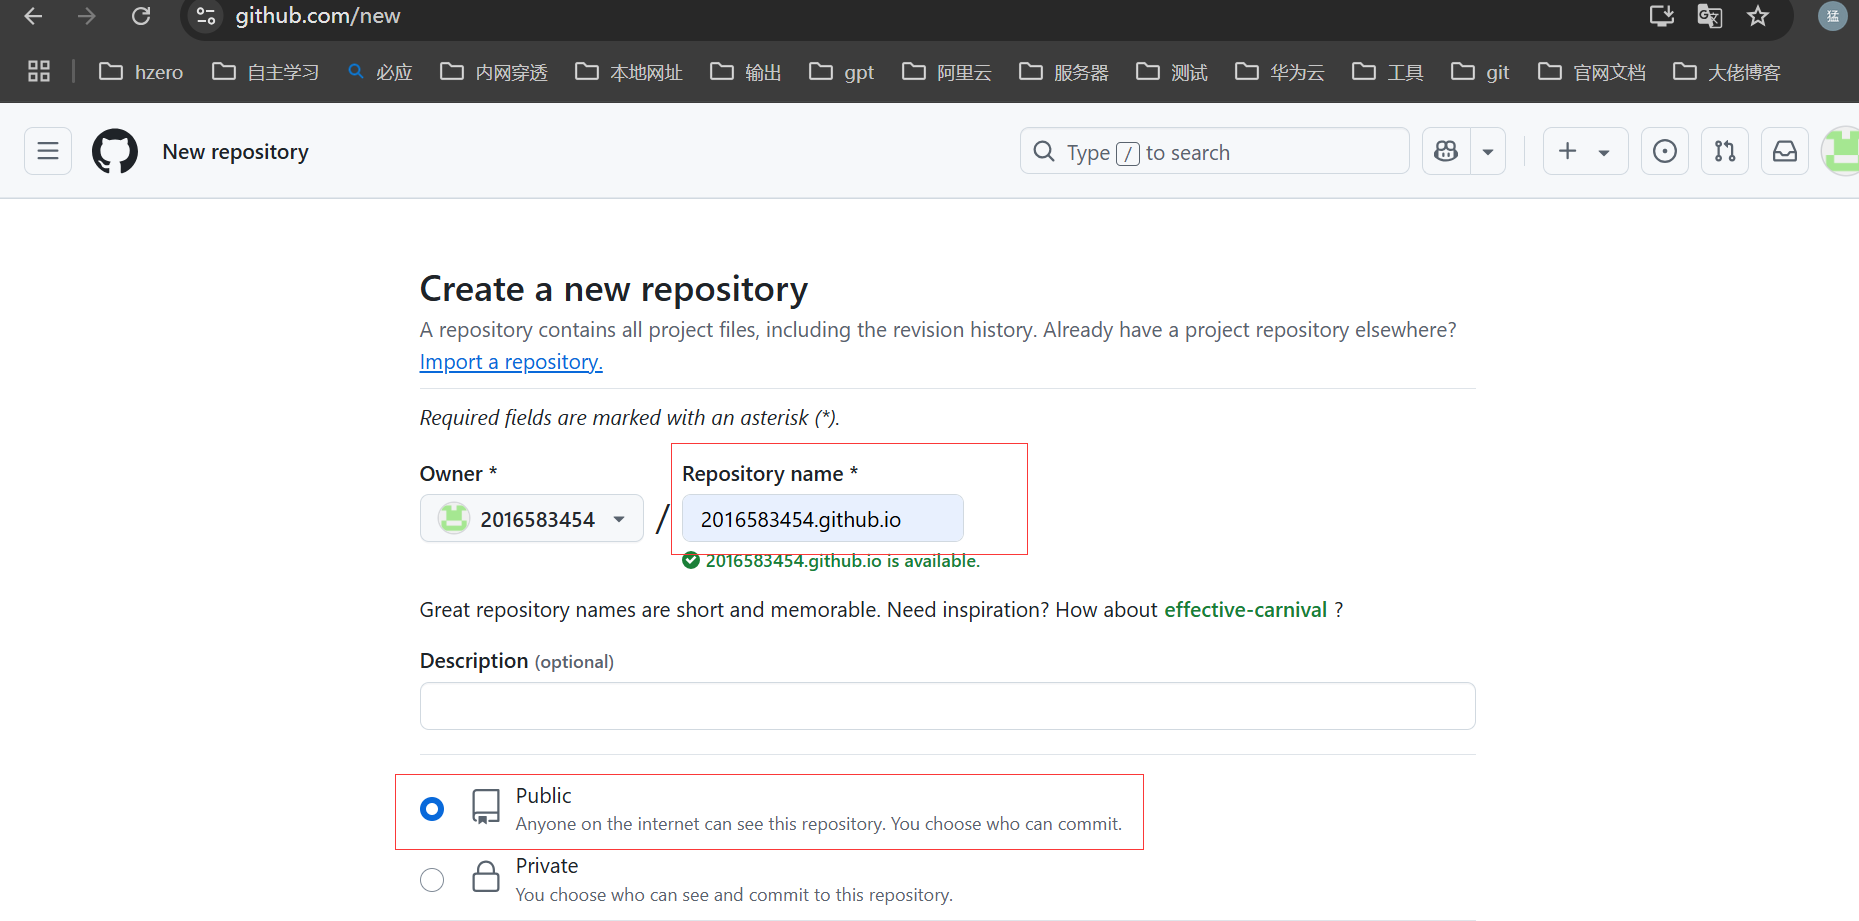 github.com/new
猛
hzero 自主学习 必应 内网穿透 本地网址 输出 gpt 阿里云 服务器 测试 华为云 工具 git 官网文档 大佬博客
New repository
Type / to search
Create a new repository
A repository contains all project files, including the revision history. Already have a project repository elsewhere?
Import a repository.
Required fields are marked with an asterisk (*).
Owner * Repository name *
2016583454 / 2016583454.github.io
2016583454.github.io is available.
Great repository names are short and memorable. Need inspiration? How about effective-carnival ?
Description (optional)
Public
Anyone on the internet can see this repository. You choose who can commit.
Private
You choose who can see and commit to this repository.